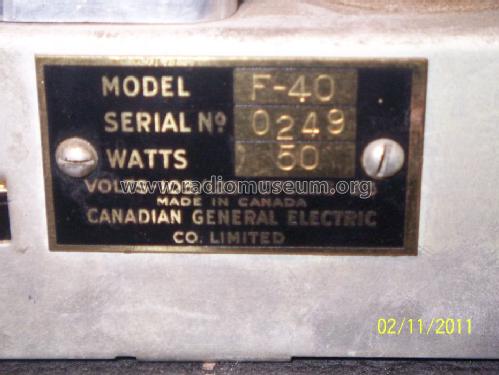 MODEL F-40
SERIAL Nº 0249
WATTS 50
VOLTS
www.radiomuseum.org
MADE IN CANADA
CANADIAN GENERAL ELECTRIC
CO. LIMITED
02/11/2011